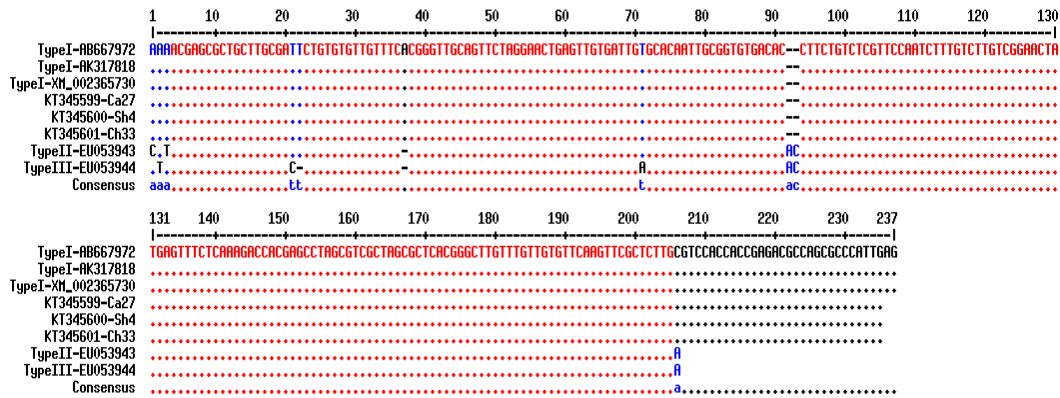 1 10 20 30 40 50 60 70 80 90 100 110 120 130
|--------+---------+---------+---------+---------+---------+---------+---------+---------+---------+---------+---------+---------|
TypeI-AB667972 AAAACGAGCGCTGCTTGCGATTCTGTGTGTTGTTTCACGGGTTGCAGTTCTAGGAACTGAGTTGTGATTGTGCACAATTGCGGTGTGACAC--CTTCTGTCTCGTTCCAATCTTTGTCTTGTCGGAACTA
TypeI-AK317818 ...........................................................................................--.....................................
TypeI-XM_002365730 ...........................................................................................--.....................................
KT345599-Ca27 ...........................................................................................--.....................................
KT345600-Sh4 ...........................................................................................--.....................................
KT345601-Ch33 ...........................................................................................--.....................................
TypeII-EU053943 C.T.................................-......................................................AC.....................................
TypeIII-EU053944 .T..................C-..............-.................................A....................AC.....................................
Consensus aaa.................tt................................................t....................ac.....................................
131 140 150 160 170 180 190 200 210 220 230 237
|--------+---------+---------+---------+---------+---------+---------+---------+---------+---------+------|
TypeI-AB667972 TGAGTTTCTCAAAGACCACGAGCCTAGCGTCGCTAGCGCTCACGGGCTTGTTTGTTGTGTTCAAGTTCGCTCTTGCGTCCACCACCGAGACGCCAGCGCCCATTGAG
TypeI-AK317818 ...........................................................................................................
TypeI-XM_002365730 ...........................................................................................................
KT345599-Ca27 .........................................................................................................
KT345600-Sh4 .........................................................................................................
KT345601-Ch33 .........................................................................................................
TypeII-EU053943 ...........................................................................A
TypeIII-EU053944 ...........................................................................A
Consensus ...........................................................................a...............................